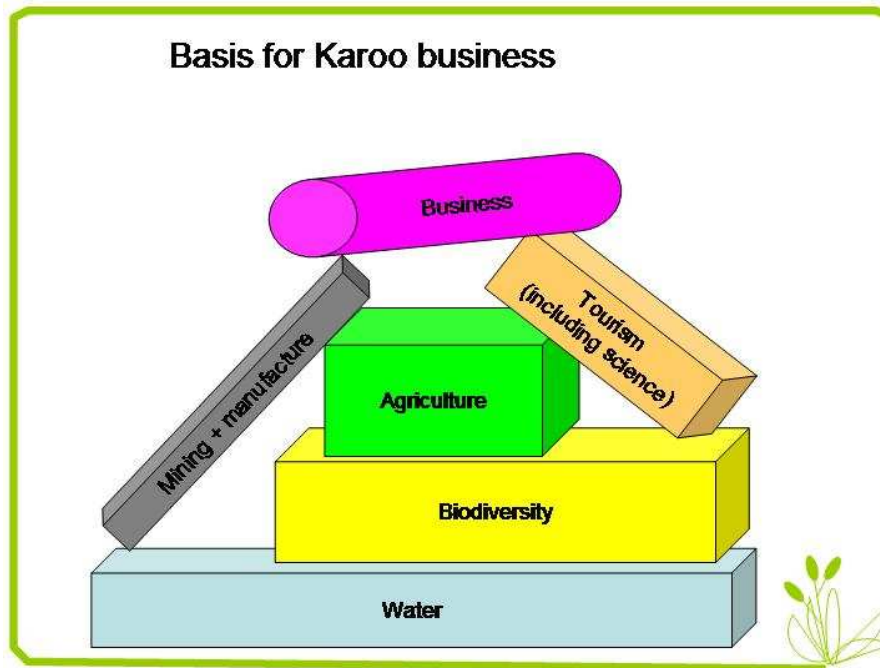 Basis for Karoo business
Business
Tourism
(including science)
Mining + manufacture
Agriculture
Biodiversity
Water